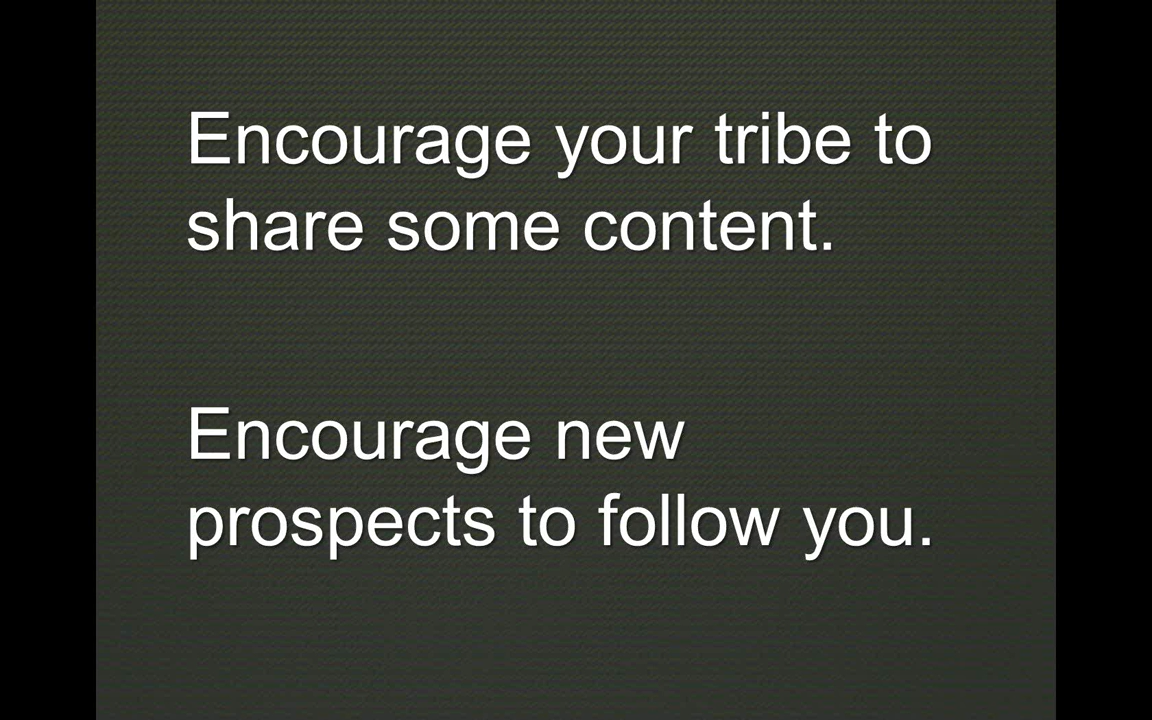 Encourage your tribe to
share some content.
Encourage new
prospects to follow you.